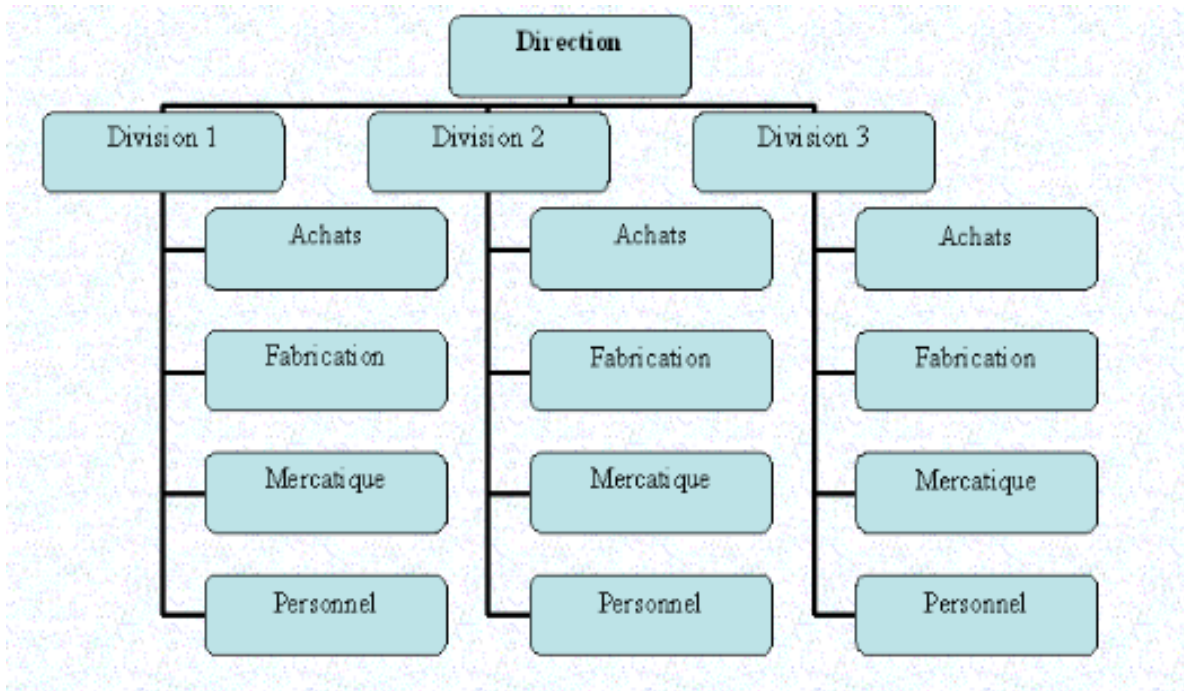 Direction
Division 1
Division 2
Division 3
Achats
Achats
Achats
Fabrication
Fabrication
Fabrication
Mercatique
Mercatique
Mercatique
Personnel
Personnel
Personnel